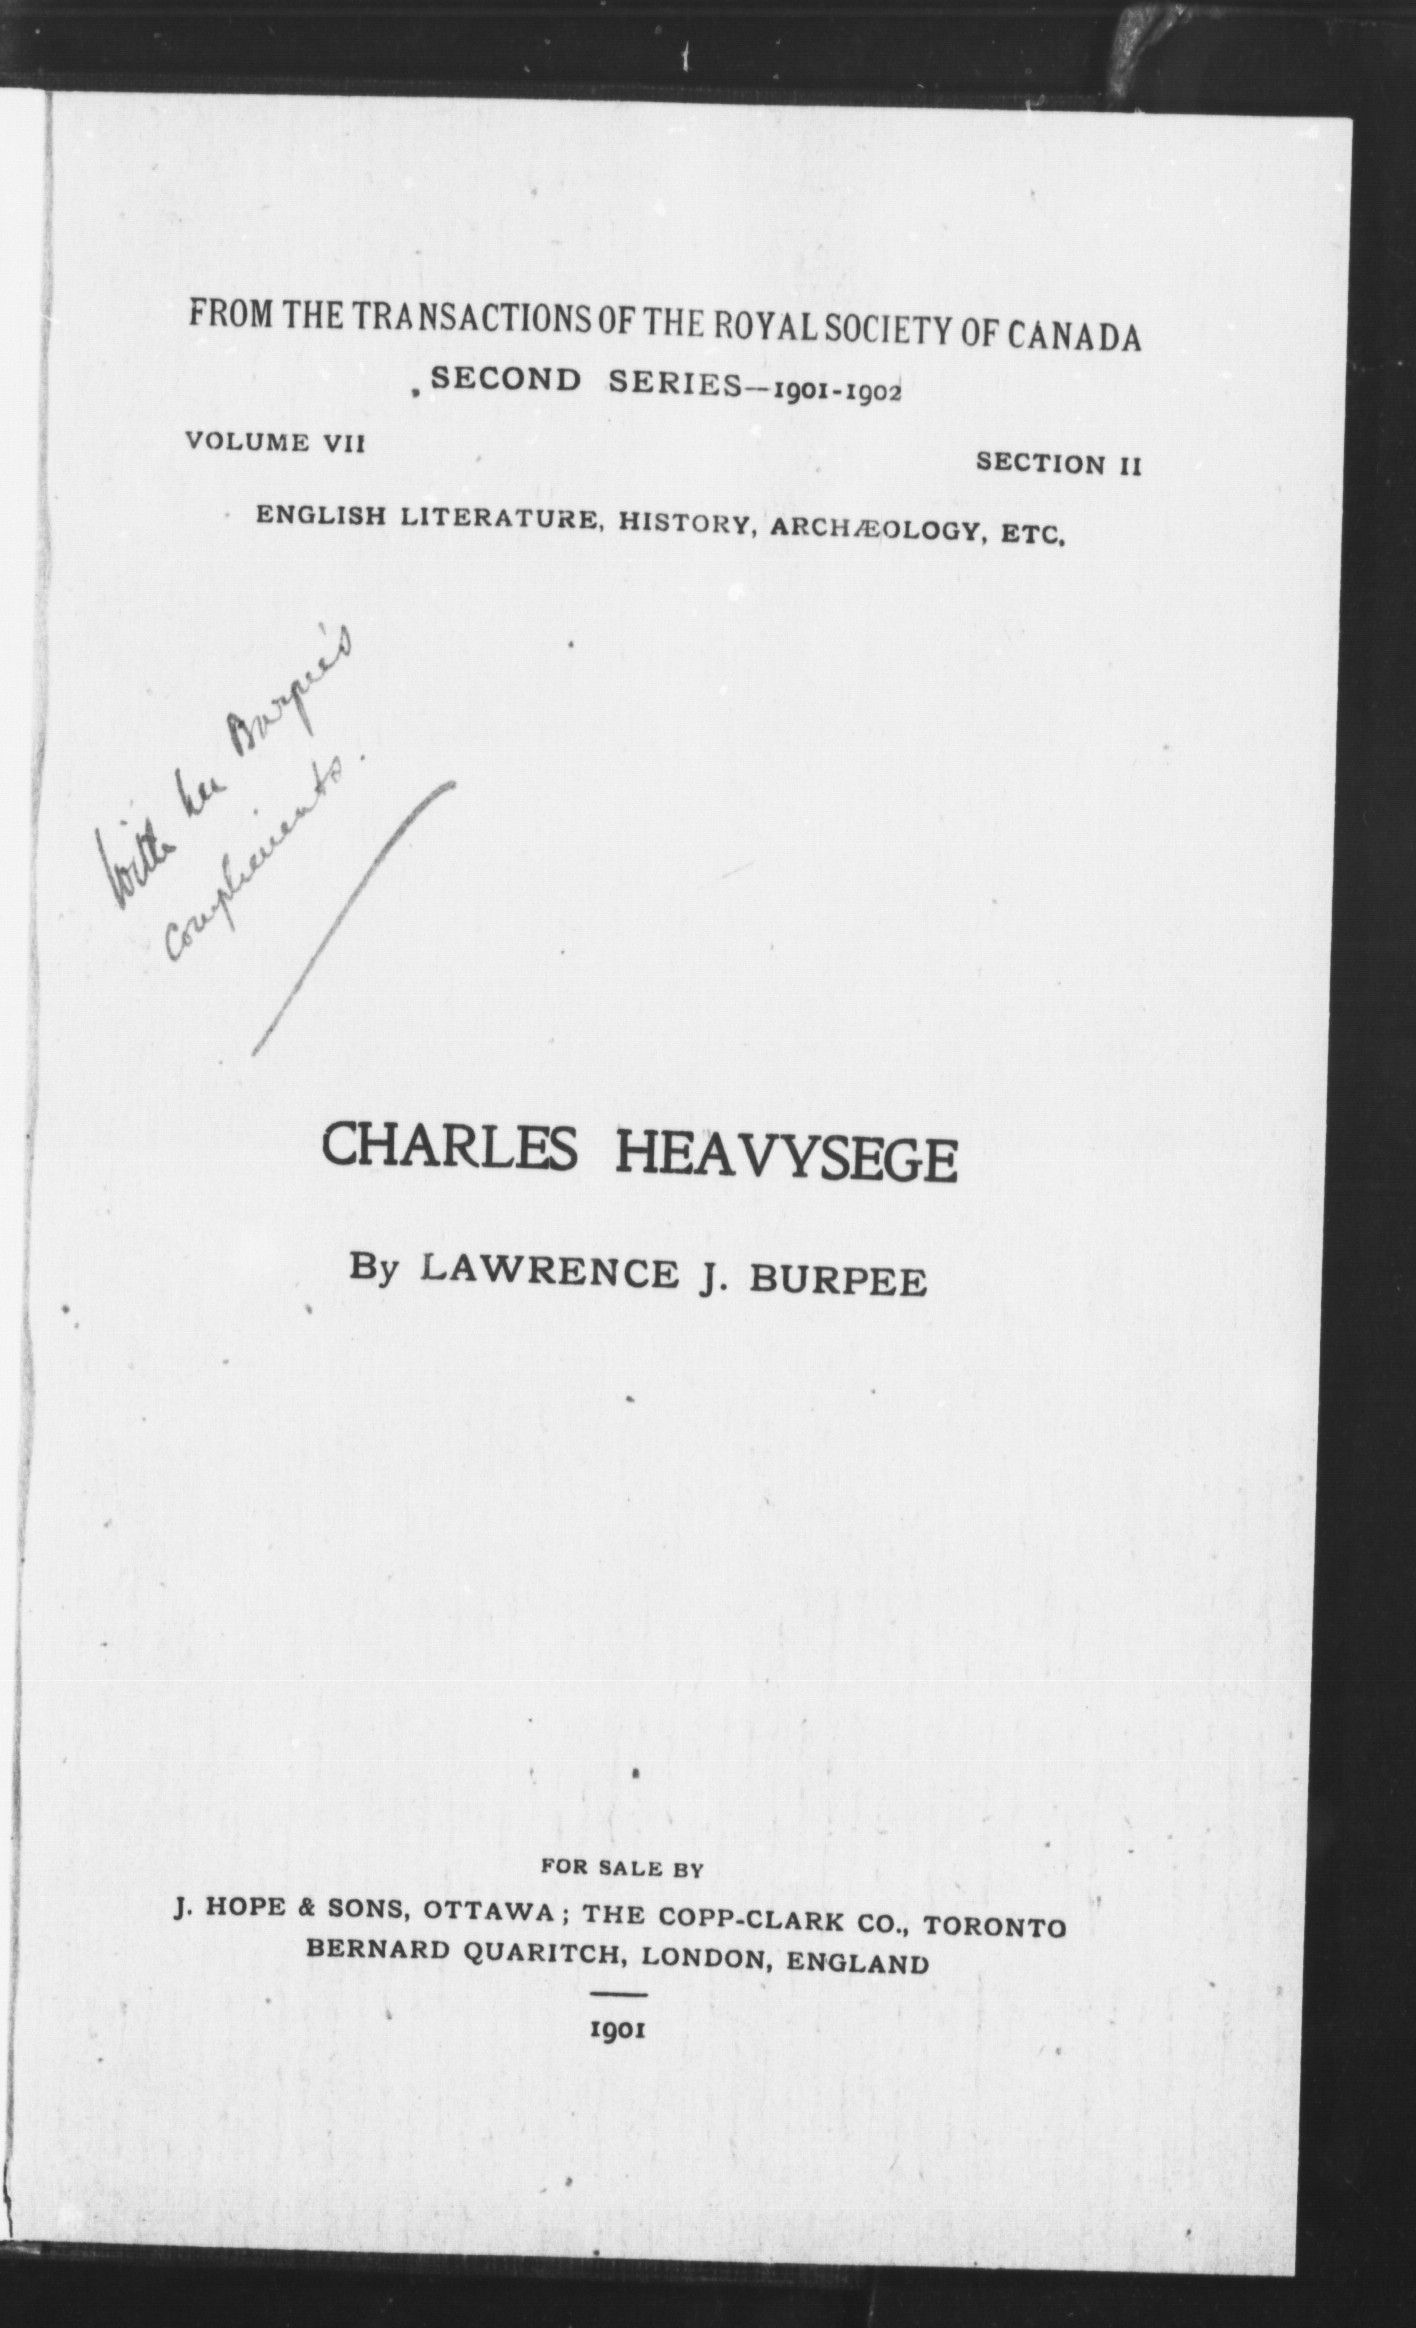 FROM THE TRANSACTIONS OF THE ROYAL SOCIETY OF CANADA
SECOND SERIES—1901-1902
VOLUME VII
SECTION II
ENGLISH LITERATURE, HISTORY, ARCHÆOLOGY, ETC.
With Mr Burpee's
compliments.
CHARLES HEAVYSEGE
By LAWRENCE J. BURPEE
FOR SALE BY
J. HOPE & SONS, OTTAWA; THE COPP-CLARK CO., TORONTO
BERNARD QUARITCH, LONDON, ENGLAND
1901